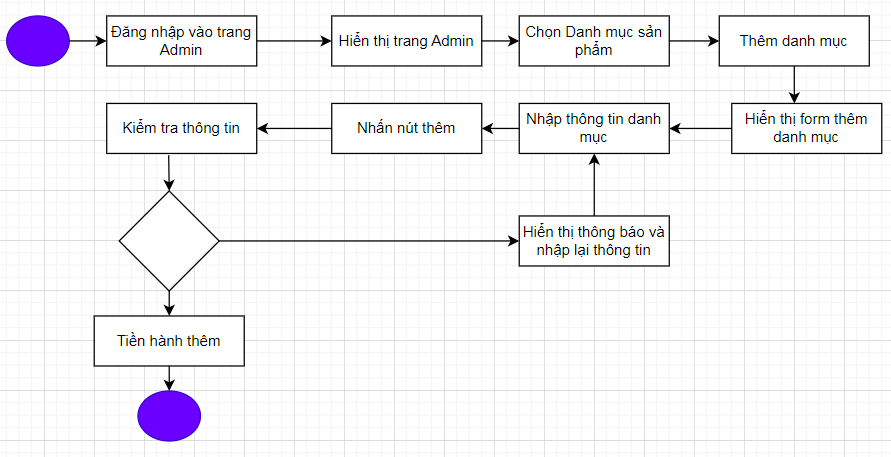 Đăng nhập vào trang
Admin
Hiển thị trang Admin
Chọn Danh mục sản
phẩm
Thêm danh mục
Hiển thị form thêm
danh mục
Nhập thông tin danh
mục
Nhấn nút thêm
Kiểm tra thông tin
Hiển thị thông báo và
nhập lại thông tin
Tiền hành thêm